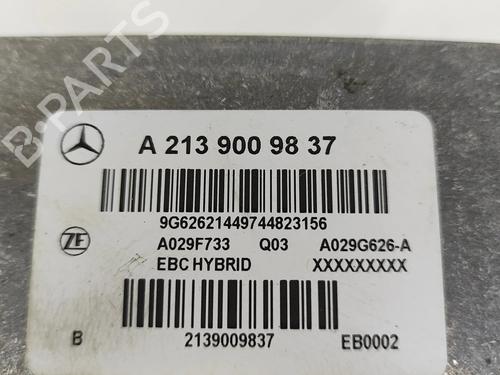 A 213 900 98 37
9G62621449744823156
ZF
A029F733 Q03 A029G626-A
EBC HYBRID XXXXXXXXX
B 2139009837 EB0002
B-PARTS